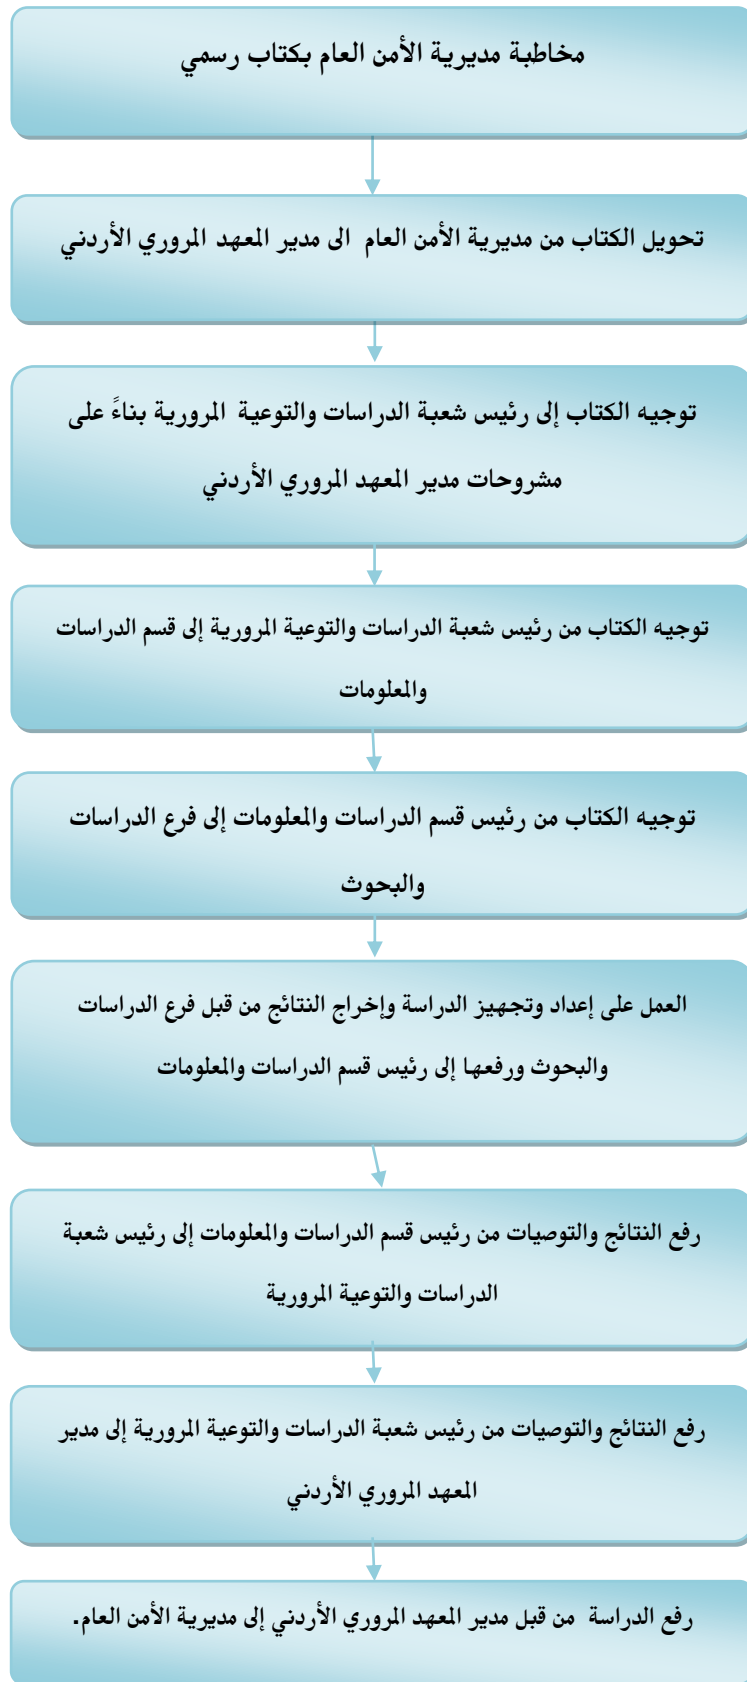 مخاطبة مديرية الأمن العام بكتاب رسمي
تحويل الكتاب من مديرية الأمن العام الى مدير المعهد المروري الأردني
توجيه الكتاب إلى رئيس شعبة الدراسات والتوعية المرورية بناءً على
مشروحات مدير المعهد المروري الأردني
توجيه الكتاب من رئيس شعبة الدراسات والتوعية المرورية إلى قسم الدراسات
والمعلومات
توجيه الكتاب من رئيس قسم الدراسات والمعلومات إلى فرع الدراسات
والبحوث
العمل على إعداد وتجهيز الدراسة وإخراج النتائج من قبل فرع الدراسات
والبحوث ورفعها إلى رئيس قسم الدراسات والمعلومات
رفع النتائج والتوصيات من رئيس قسم الدراسات والمعلومات إلى رئيس شعبة
الدراسات والتوعية المرورية
رفع النتائج والتوصيات من رئيس شعبة الدراسات والتوعية المرورية إلى مدير
المعهد المروري الأردني
رفع الدراسة من قبل مدير المعهد المروري الأردني إلى مديرية الأمن العام.